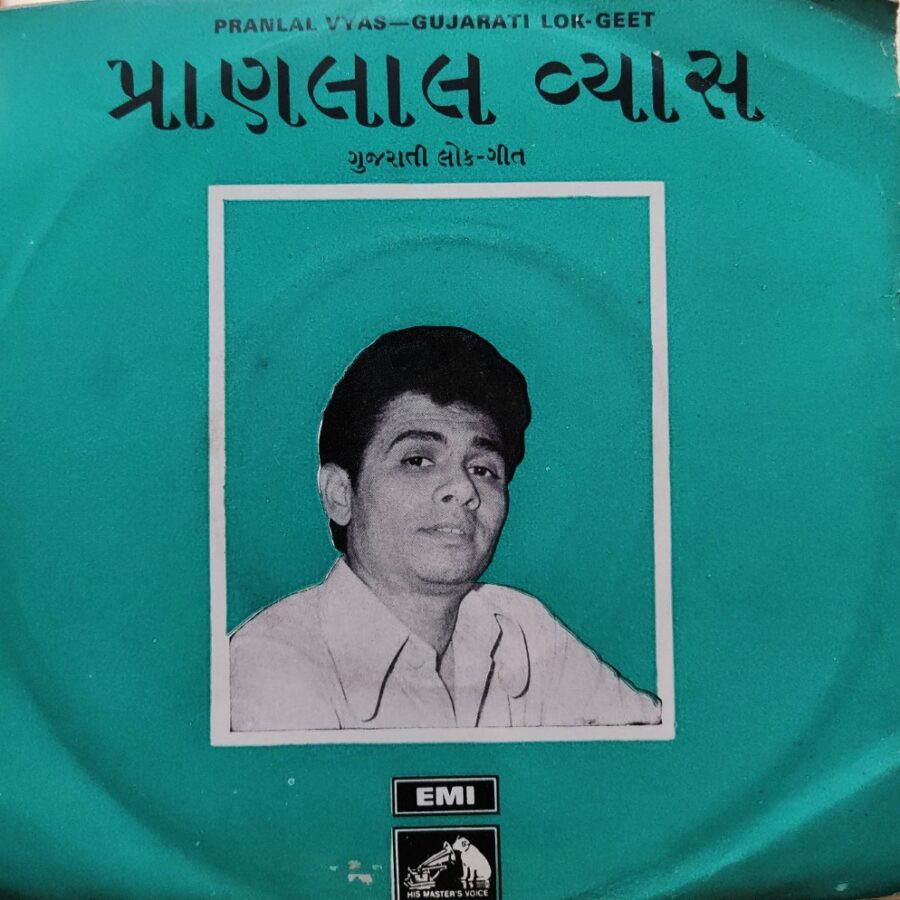 PRANLAL VYAS—GUJARATI LOK-GEET
પ્રાણલાલ વ્યાસ
ગુજરાતી લોક-ગીત
EMI
HIS MASTER'S VOICE